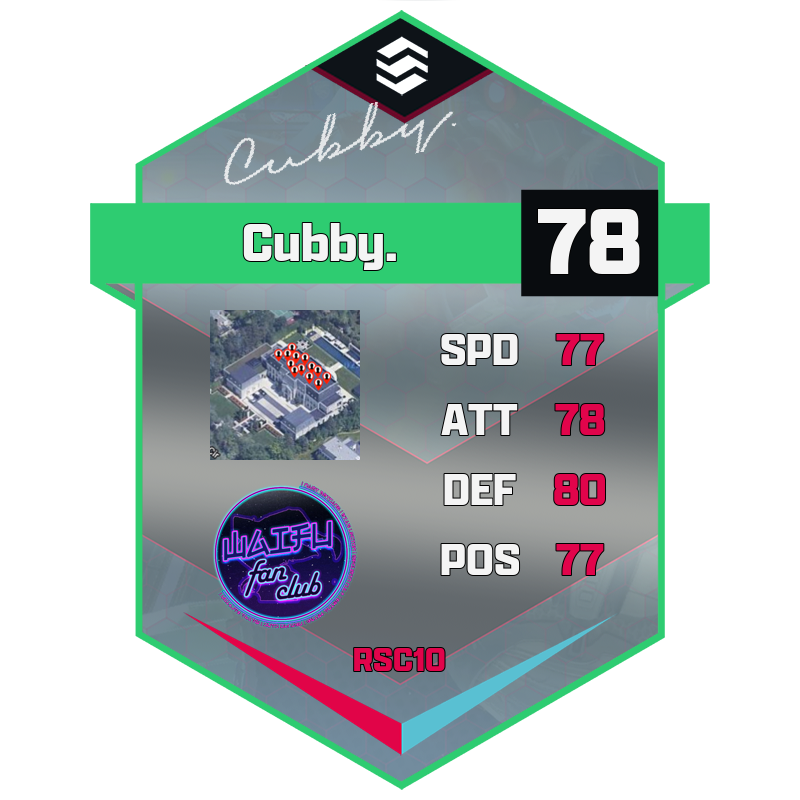 Cubby.
Cubby.
78
SPD 77
ATT 78
DEF 80
POS 77
WAIFU
fan
club
RSC10